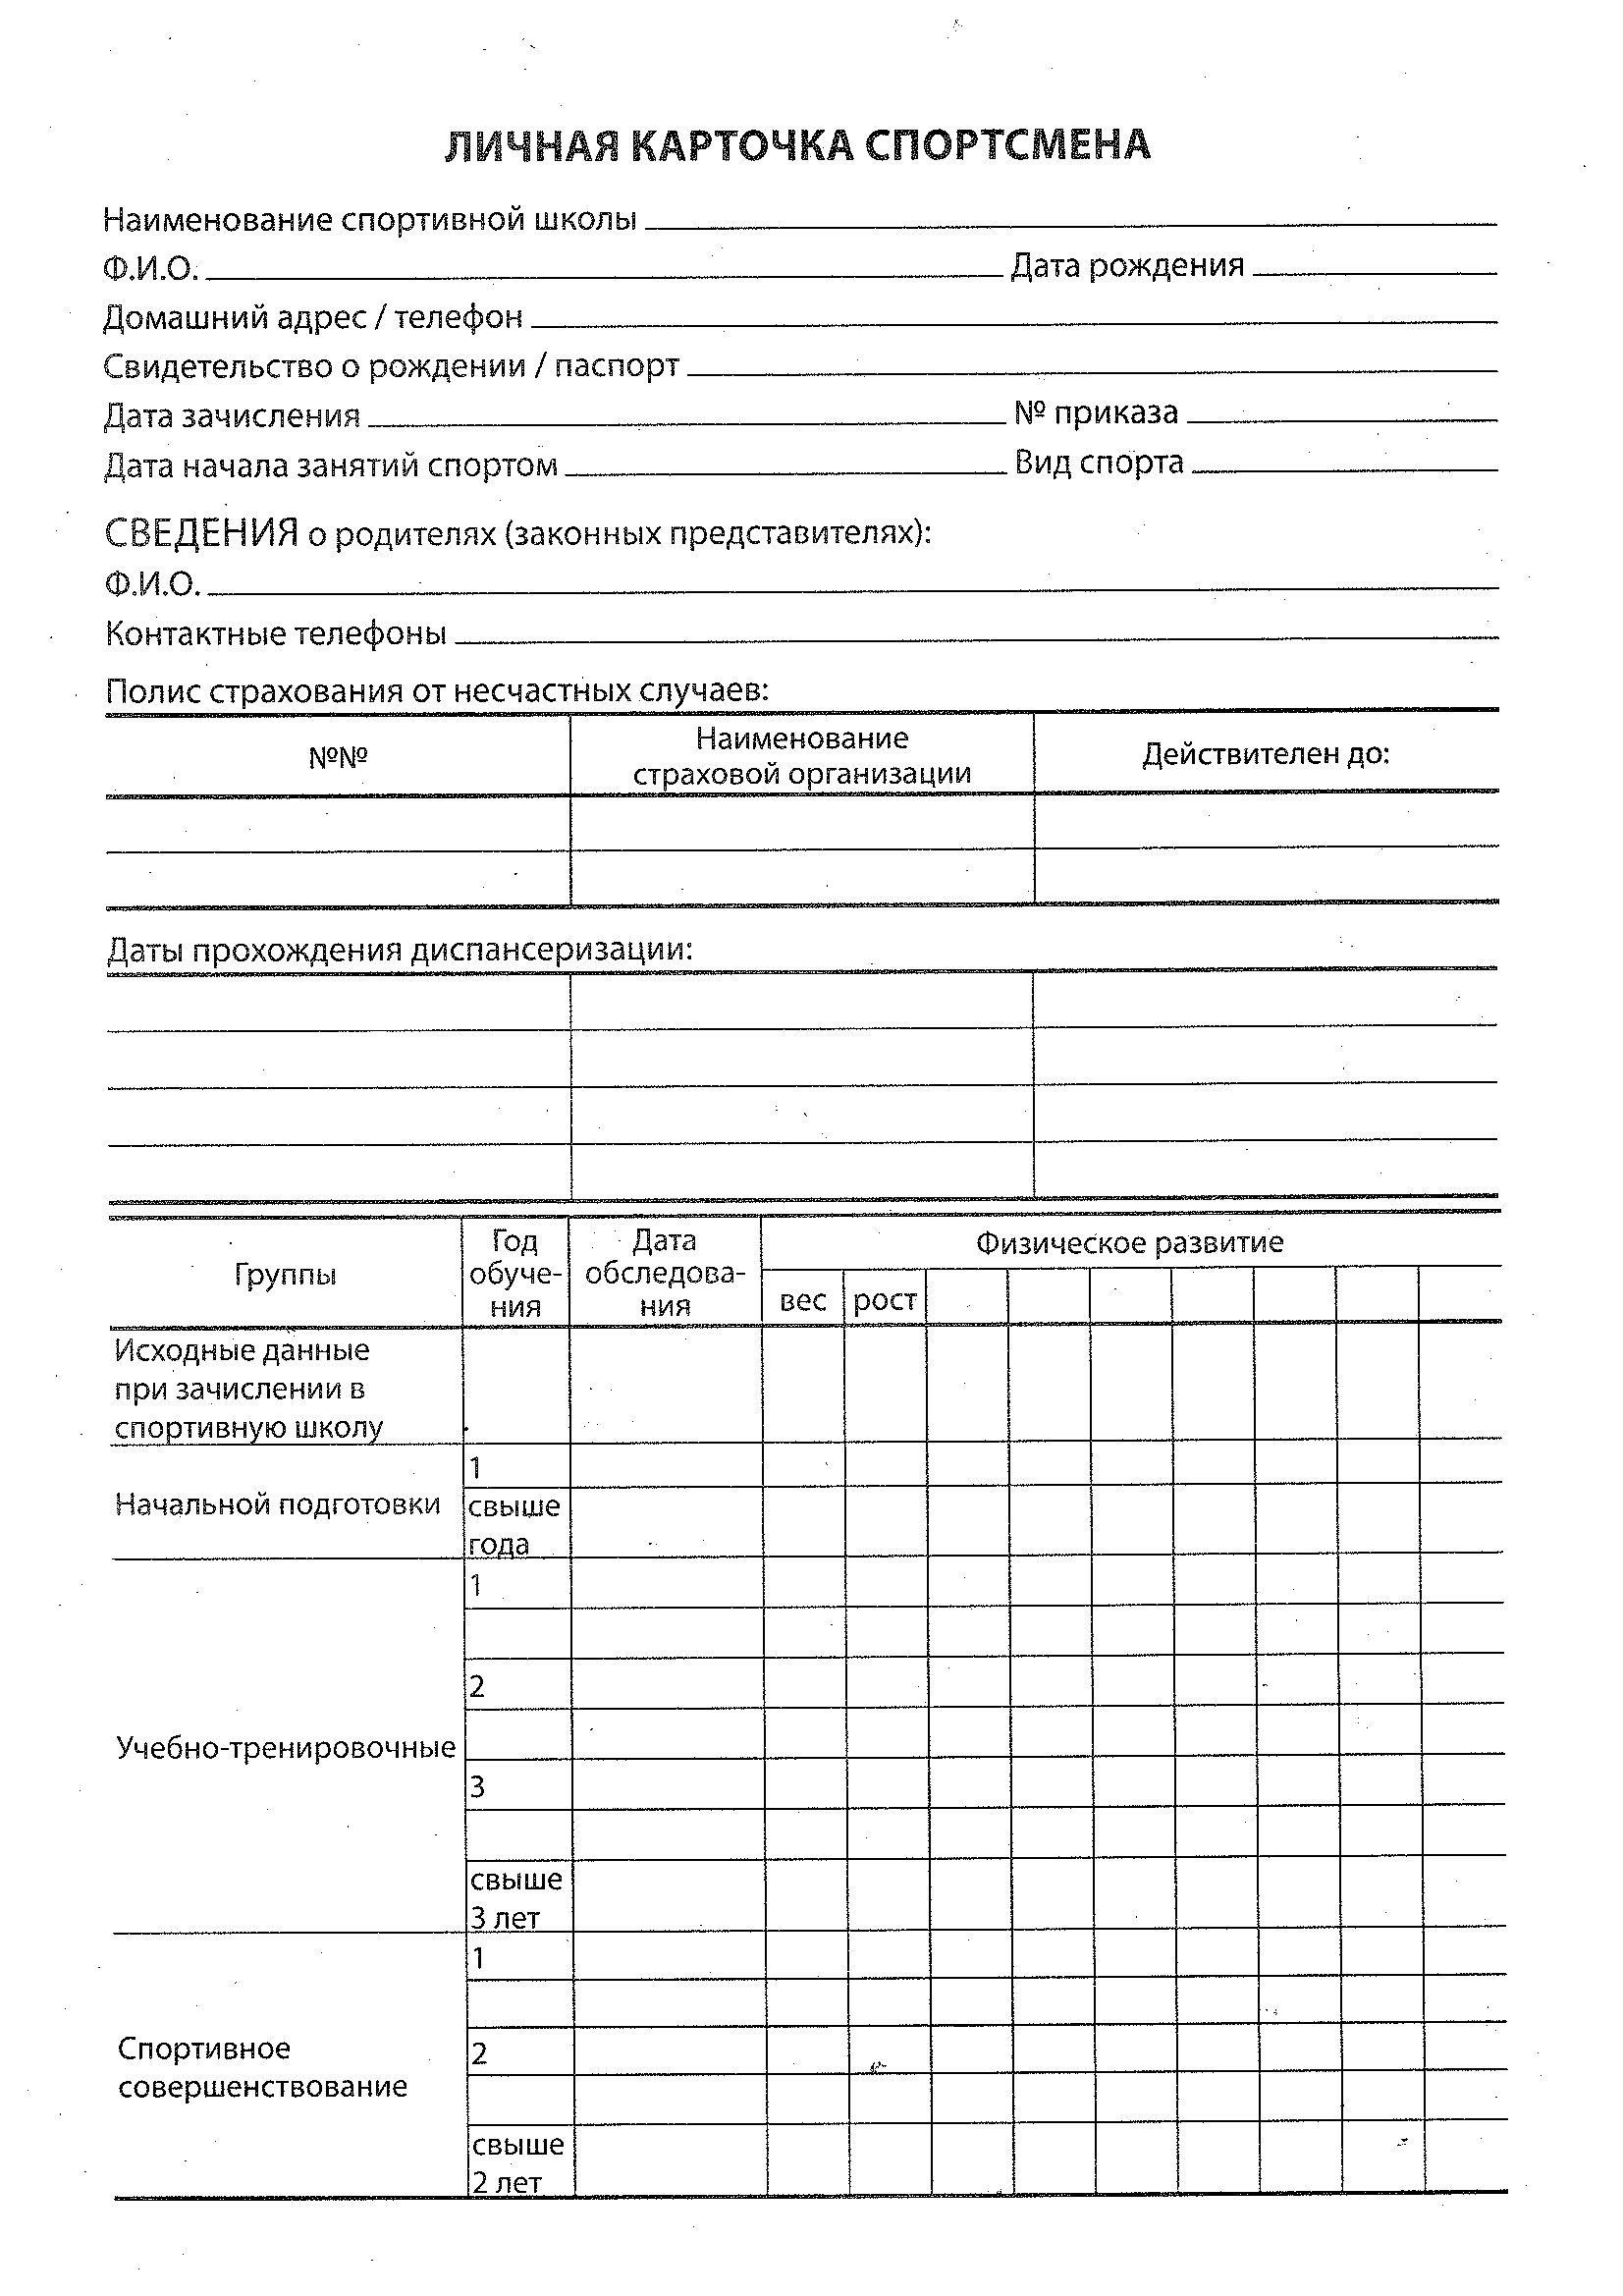 ЛИЧНАЯ КАРТОЧКА СПОРТСМЕНА
Наименование спортивной школы
Ф.И.О. Дата рождения
Домашний адрес / телефон
Свидетельство о рождении / паспорт
Дата зачисления № приказа
Дата начала занятий спортом Вид спорта
СВЕДЕНИЯ о родителях (законных представителях):
Ф.И.О.
Контактные телефоны
Полис страхования от несчастных случаев:
№№
Наименование
страховой организации
Действителен до:
Даты прохождения диспансеризации:
Группы
Год
обуче-
ния
Дата
обследова-
ния
Физическое развитие
вес рост
Исходные данные
при зачислении в
спортивную школу
Начальной подготовки
1
свыше
года
Учебно-тренировочные
1
2
3
свыше
3 лет
Спортивное
совершенствование
1
2
свыше
2 лет